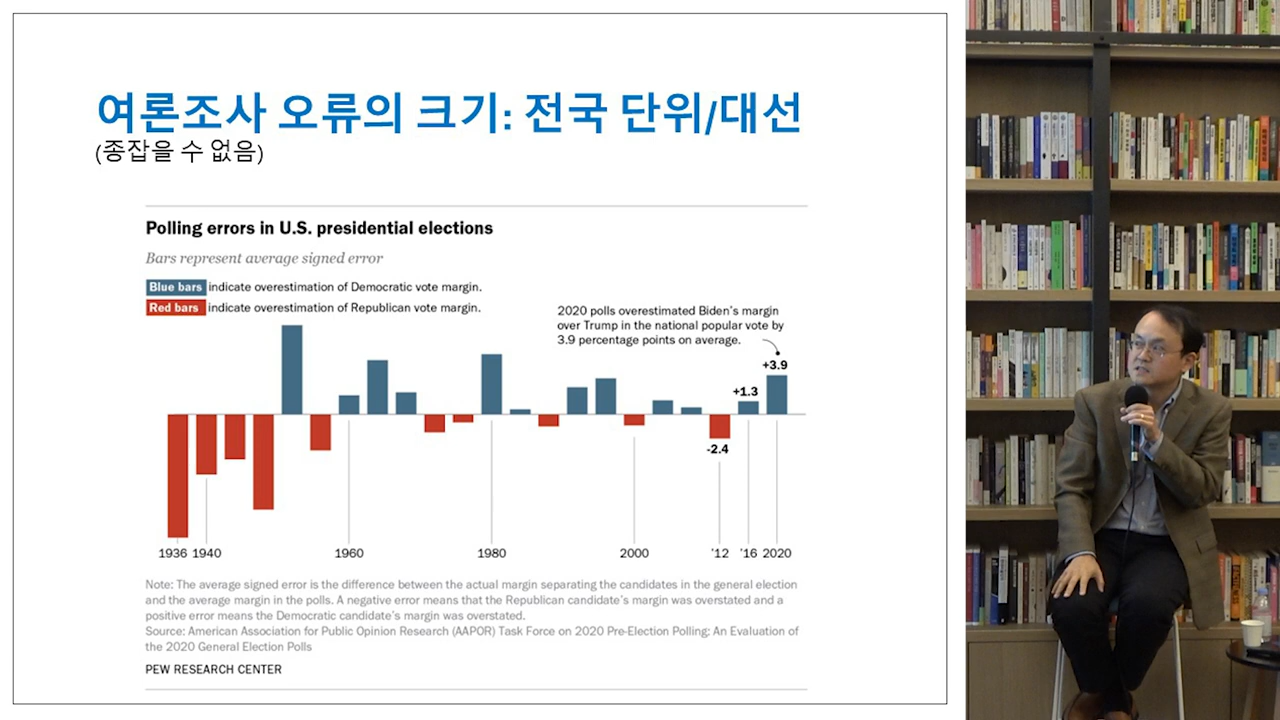 여론조사 오류의 크기: 전국 단위/대선
(종잡을 수 없음)
Polling errors in U.S. presidential elections
Bars represent average signed error
Blue bars indicate overestimation of Democratic vote margin.
Red bars indicate overestimation of Republican vote margin.
2020 polls overestimated Biden's margin
over Trump in the national popular vote by
3.9 percentage points on average.
+3.9
+1.3
-2.4
1936 1940 1960 1980 2000 '12 '16 2020
Note: The average signed error is the difference between the actual margin separating the candidates in the general election
and the average margin in the polls. A negative error means that the Republican candidate's margin was overstated and a
positive error means the Democratic candidate's margin was overstated.
Source: American Association for Public Opinion Research (AAPOR) Task Force on 2020 Pre-Election Polling: An Evaluation of
the 2020 General Election Polls
PEW RESEARCH CENTER